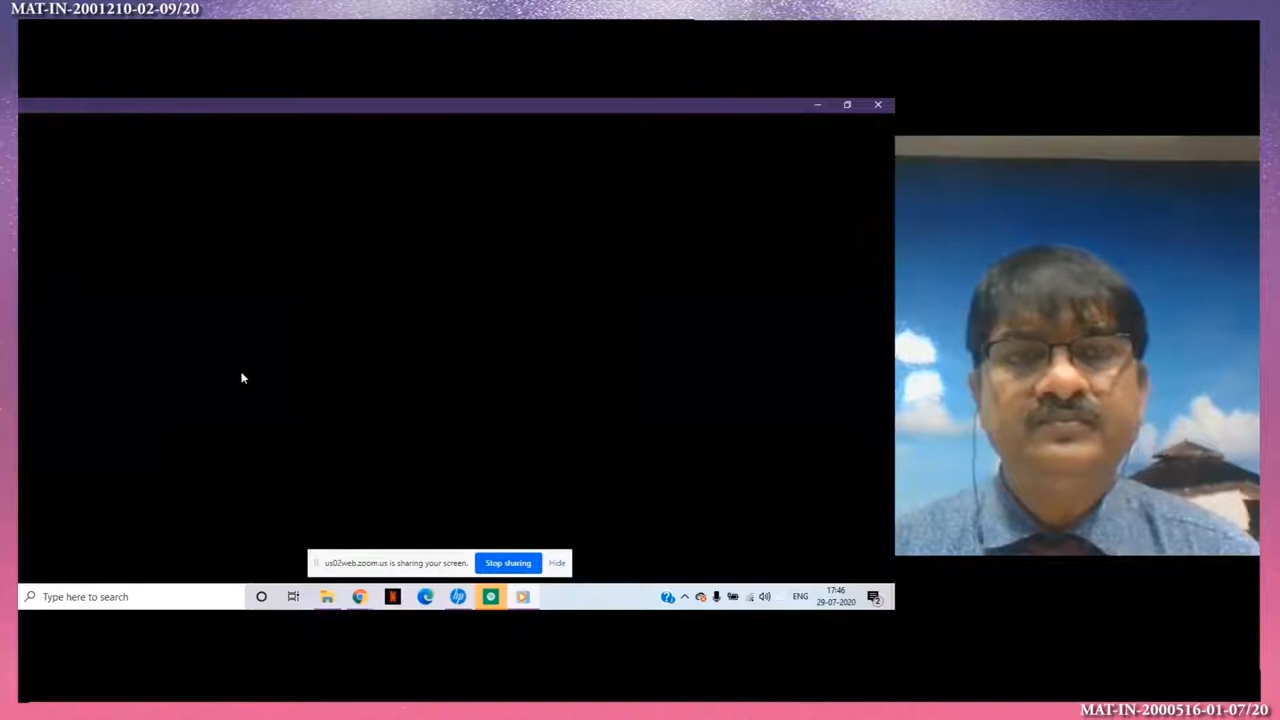 MAT-IN-2001210-02-09/20
us02web.zoom.us is sharing your screen.
Stop sharing
Hide
Type here to search
ENG
17:46
29-07-2020
2
MAT-IN-2000516-01-07/20